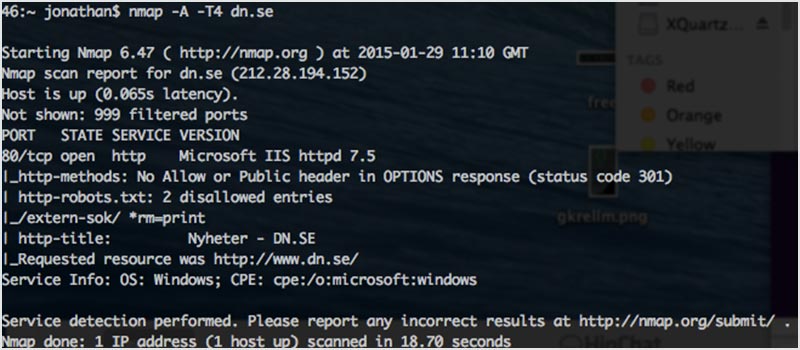 46:~ jonathan$ nmap -A -T4 dn.se
Starting Nmap 6.47 ( http://nmap.org ) at 2015-01-29 11:10 GMT
Nmap scan report for dn.se (212.28.194.152)
Host is up (0.065s latency).
Not shown: 999 filtered ports
PORT   STATE SERVICE VERSION
80/tcp open  http    Microsoft IIS httpd 7.5
|_http-methods: No Allow or Public header in OPTIONS response (status code 301)
| http-robots.txt: 2 disallowed entries
|_/extern-sok/ *rm=print
| http-title:         Nyheter - DN.SE
|_Requested resource was http://www.dn.se/
Service Info: OS: Windows; CPE: cpe:/o:microsoft:windows
Service detection performed. Please report any incorrect results at http://nmap.org/submit/ .
Nmap done: 1 IP address (1 host up) scanned in 18.70 seconds
XQuartz...
TAGS
Red
Orange
Yellow
free
gkrellm.png
HipChat